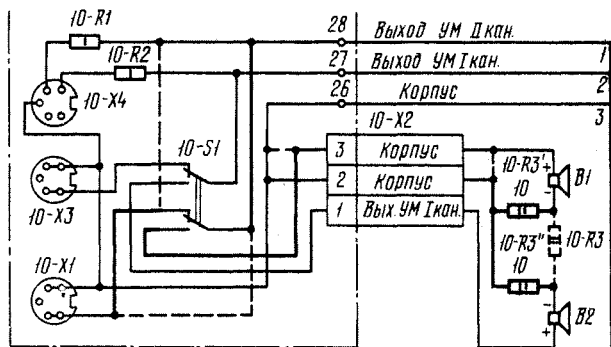 10-R1
10-R2
10-X4
10-S1
10-X3
10-X1
28 Выход УМ II кан.
1
27 Выход УМ I кан.
2
26 Корпус
3
10-X2
3 Корпус
2 Корпус
1 Вых. УМ I кан.
10-R3'
10
- B1
+
10-R3"
10
10-R3
- B2
+